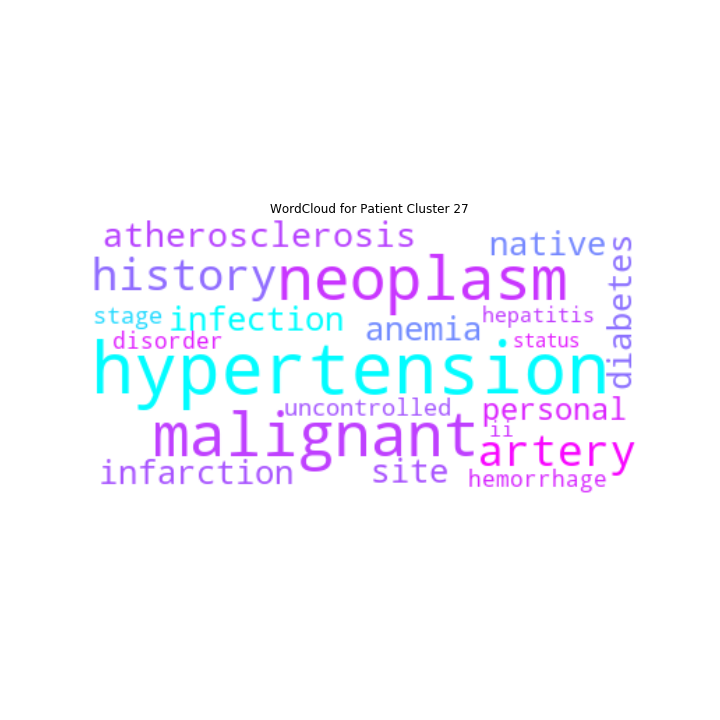 WordCloud for Patient Cluster 27
atherosclerosis
natives
diabetes
history
neoplasm
stage
infection
anemia
hepatitis
disorder
status
hypertension
uncontrolled
personal
malignant
ii
artery
infarction
site
hemorrhage